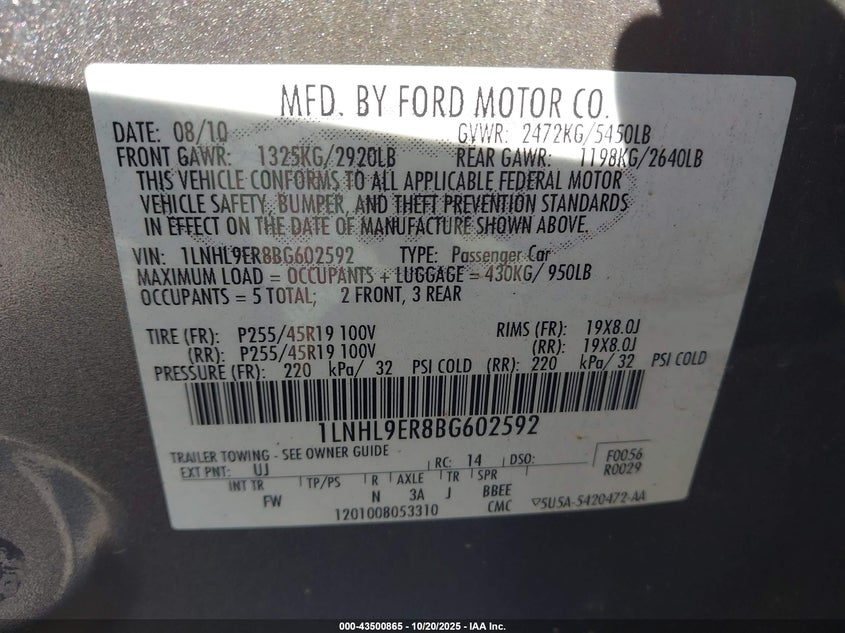 MFD. BY FORD MOTOR CO.
DATE: 08/10 GVWR: 2472KG/5450LB
FRONT GAWR: 1325KG/2920LB REAR GAWR: 1198KG/2640LB
THIS VEHICLE CONFORMS TO ALL APPLICABLE FEDERAL MOTOR
VEHICLE SAFETY, BUMPER, AND THEFT PREVENTION STANDARDS
IN EFFECT ON THE DATE OF MANUFACTURE SHOWN ABOVE.
VIN: 1LNHL9ER8BG602592 TYPE: Passenger Car
MAXIMUM LOAD = OCCUPANTS + LUGGAGE = 430KG/ 950LB
OCCUPANTS = 5 TOTAL; 2 FRONT, 3 REAR
TIRE (FR): P255/45R19 100V RIMS (FR): 19X8.0J
(RR): P255/45R19 100V (RR): 19X8.0J
PRESSURE (FR): 220 kPa/ 32 PSI COLD (RR): 220 kPa/ 32 PSI COLD
1LNHL9ER8BG602592
TRAILER TOWING - SEE OWNER GUIDE
EXT PNT: UJ RC: 14 DSO: F0056
R0029
INT TR TP/PS R AXLE TR SPR
FW N 3A J BBEE
1201008053310 CMC 5U5A-5420472-AA
000-43500865 - 10/20/2025 - IAA Inc.